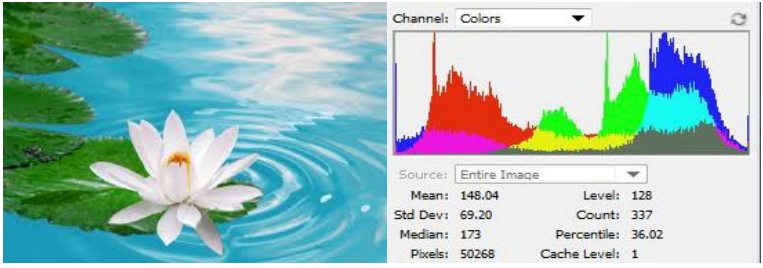 Channel: Colors
Source: Entire Image
Mean: 148.04 Level: 128
Std Dev: 69.20 Count: 337
Median: 173 Percentile: 36.02
Pixels: 50268 Cache Level: 1